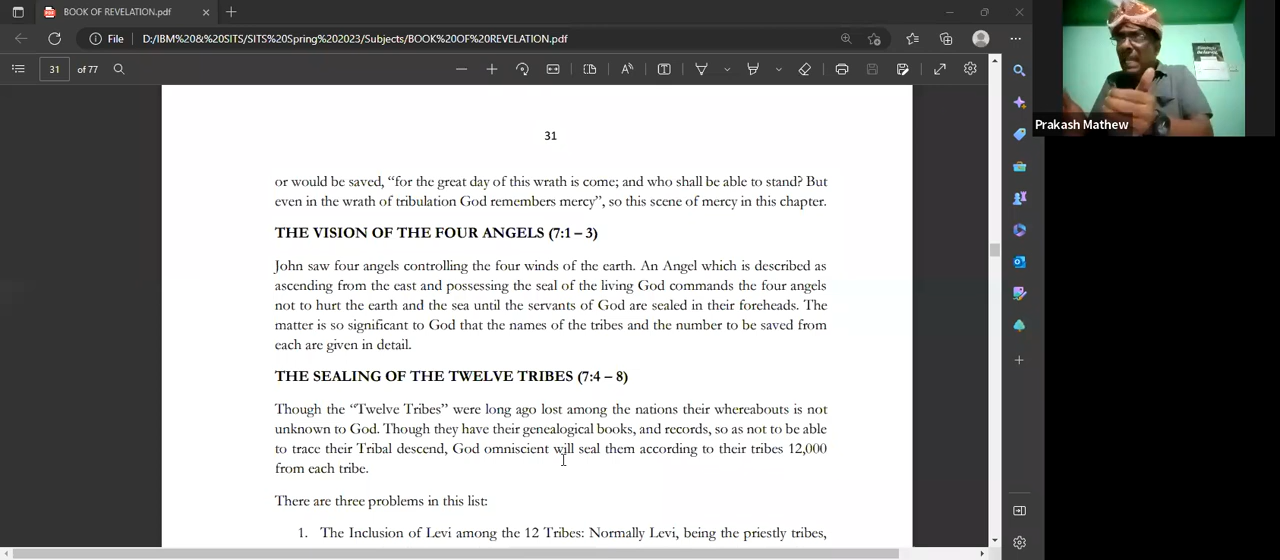 BOOK OF REVELATION.pdf
File
D:/IBM%20&%20SITS/SITS%20Spring%202023/Subjects/BOOK%20OF%20REVELATION.pdf
31
of 77
Prakash Mathew
31
or would be saved, “for the great day of this wrath is come; and who shall be able to stand? But
even in the wrath of tribulation God remembers mercy”, so this scene of mercy in this chapter.
THE VISION OF THE FOUR ANGELS (7:1 – 3)
John saw four angels controlling the four winds of the earth. An Angel which is described as
ascending from the east and possessing the seal of the living God commands the four angels
not to hurt the earth and the sea until the servants of God are sealed in their foreheads. The
matter is so significant to God that the names of the tribes and the number to be saved from
each are given in detail.
THE SEALING OF THE TWELVE TRIBES (7:4 – 8)
Though the “Twelve Tribes” were long ago lost among the nations their whereabouts is not
unknown to God. Though they have their genealogical books, and records, so as not to be able
to trace their Tribal descend, God omniscient will seal them according to their tribes 12,000
from each tribe.
There are three problems in this list:
1. The Inclusion of Levi among the 12 Tribes: Normally Levi, being the priestly tribes,